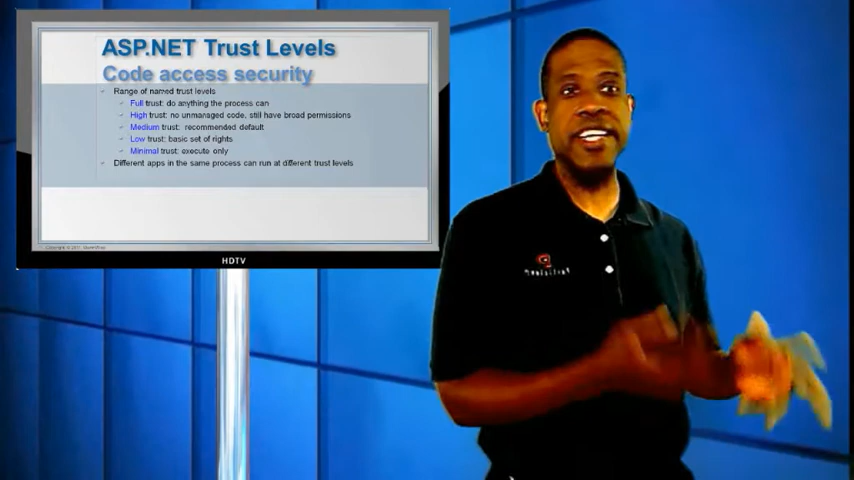 ASP.NET Trust Levels
Code access security
Range of named trust levels
Full trust: do anything the process can
High trust: no unmanaged code, still have broad permissions
Medium trust: recommended default
Low trust: basic set of rights
Minimal trust: execute only
Different apps in the same process can run at different trust levels
HDTV